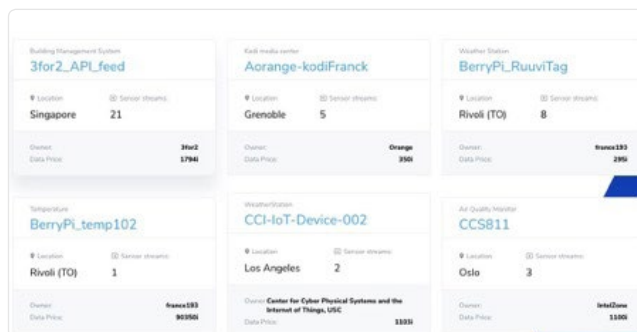 Building Management System
3for2_API_feed
Location Sensor streams:
Singapore 21
Owner: 3for2
Data Price: 1794i
Kodi media center
Aorange-kodiFranck
Location Sensor streams:
Grenoble 5
Owner: Orange
Data Price: 350i
Weather Station
BerryPi_RuuviTag
Location Sensor streams:
Rivoli (TO) 8
Owner: france193
Data Price: 295i
Temperature
BerryPi_temp102
Location Sensor streams:
Rivoli (TO) 1
Owner: france193
Data Price: 90350i
WeatherStation
CCI-IoT-Device-002
Location Sensor streams:
Los Angeles 2
Owner: Center for Cyber Physical Systems and the
Internet of Things, USC
Data Price: 1103i
Air Quality Monitor
CCS811
Location Sensor streams:
Oslo 3
Owner: IntelZone
Data Price: 1100i